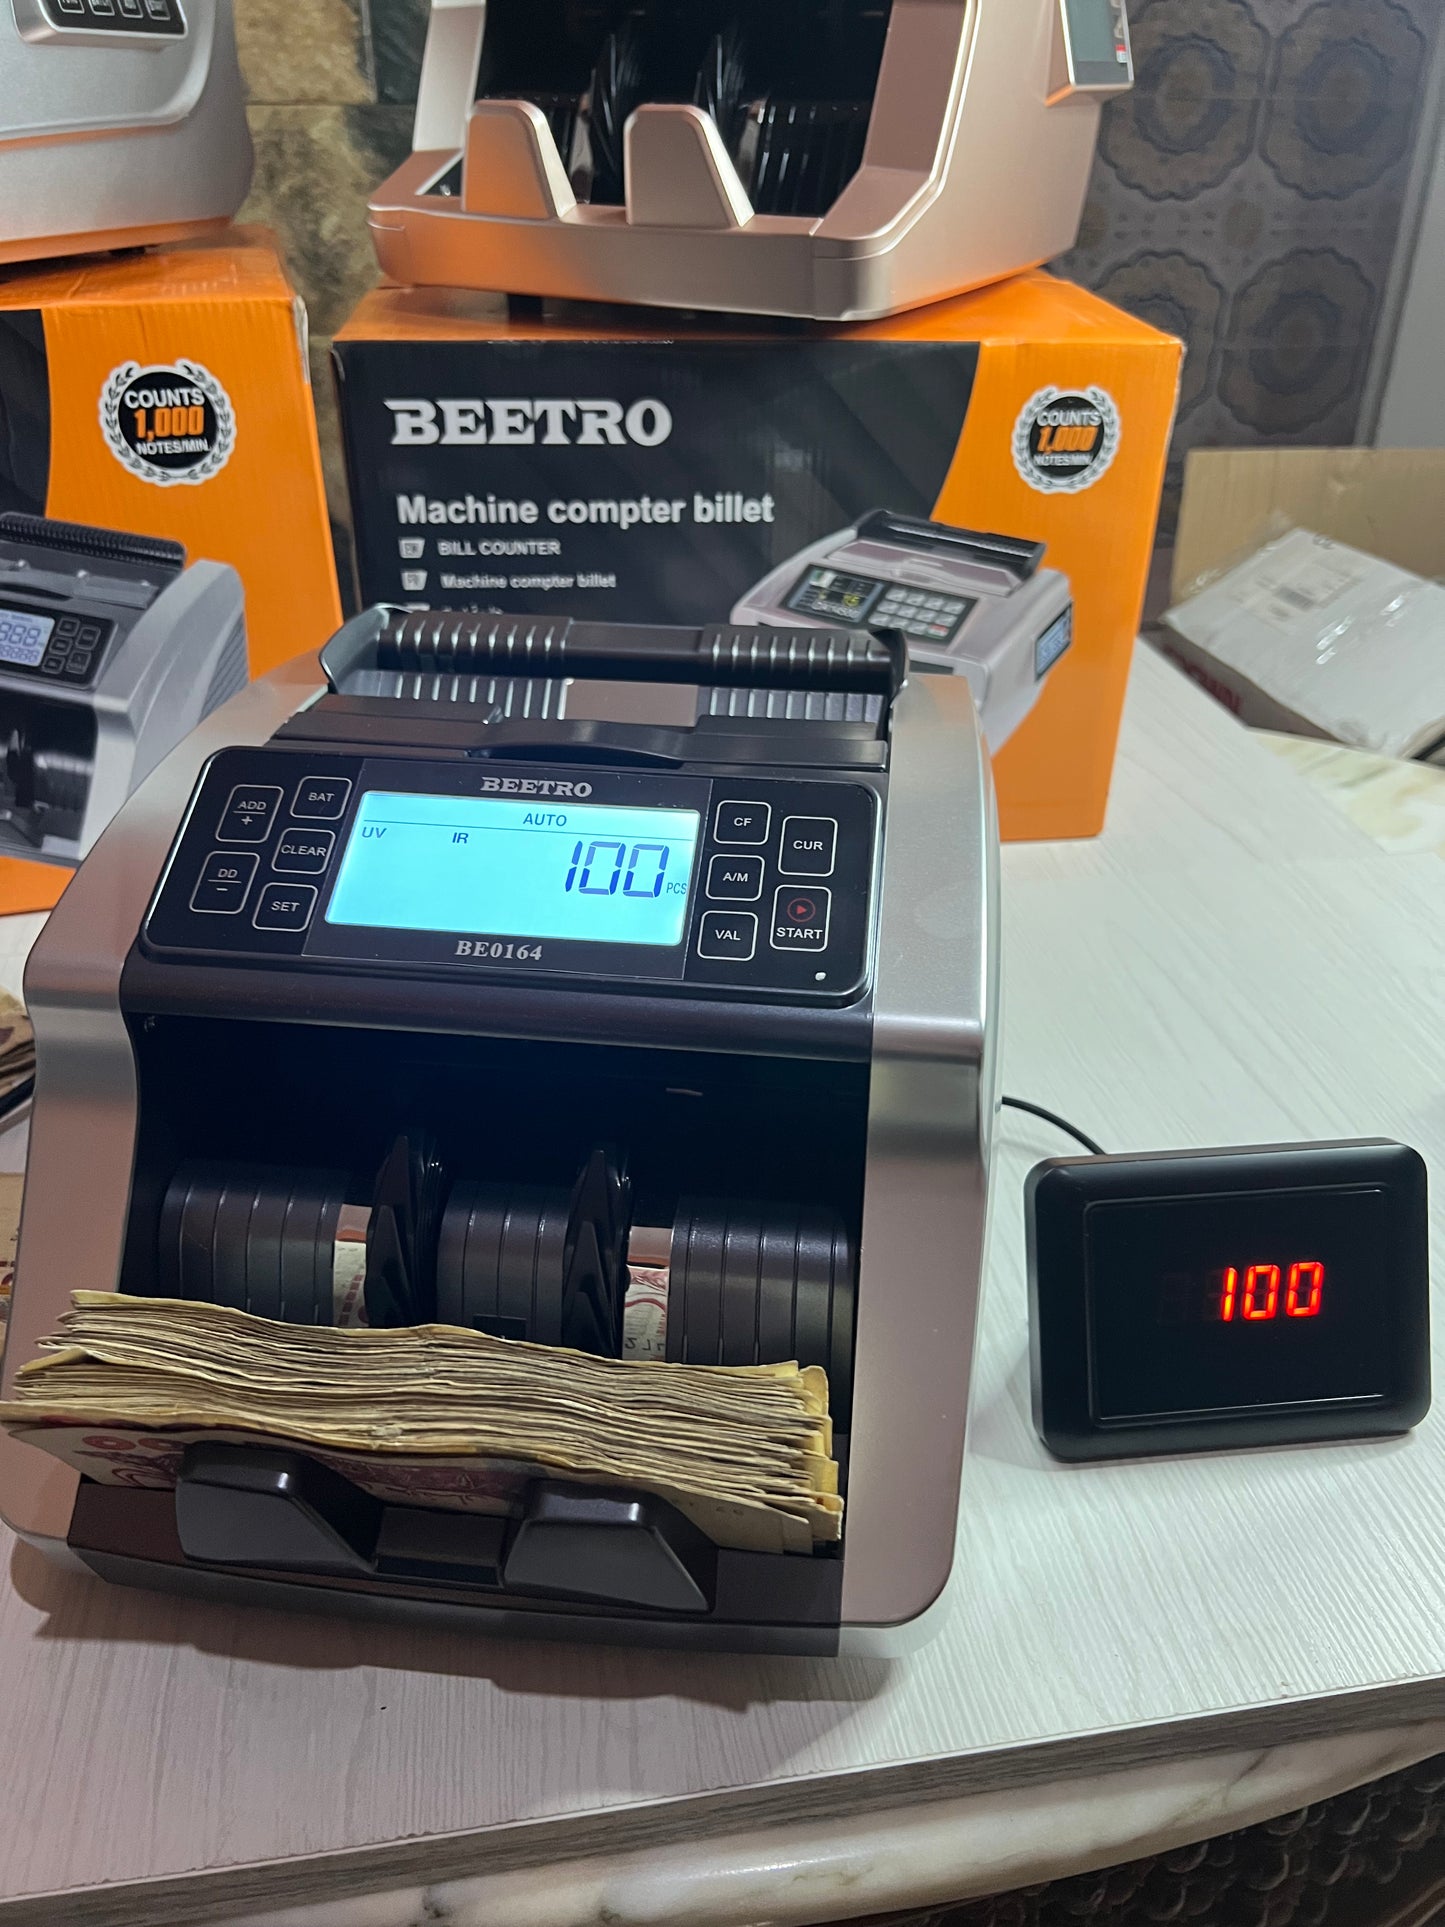 COUNTS
1,000
NOTES/MIN.
BEETRO
Machine compter billet
BILL COUNTER
Machine compter billet
COUNTS
1,000
NOTES/MIN.
BEETRO
ADD
+
BAT
CLEAR
DD
−
SET
AUTO
UV IR
100 PCS
CF
CUR
A/M
VAL
START
BE0164
100